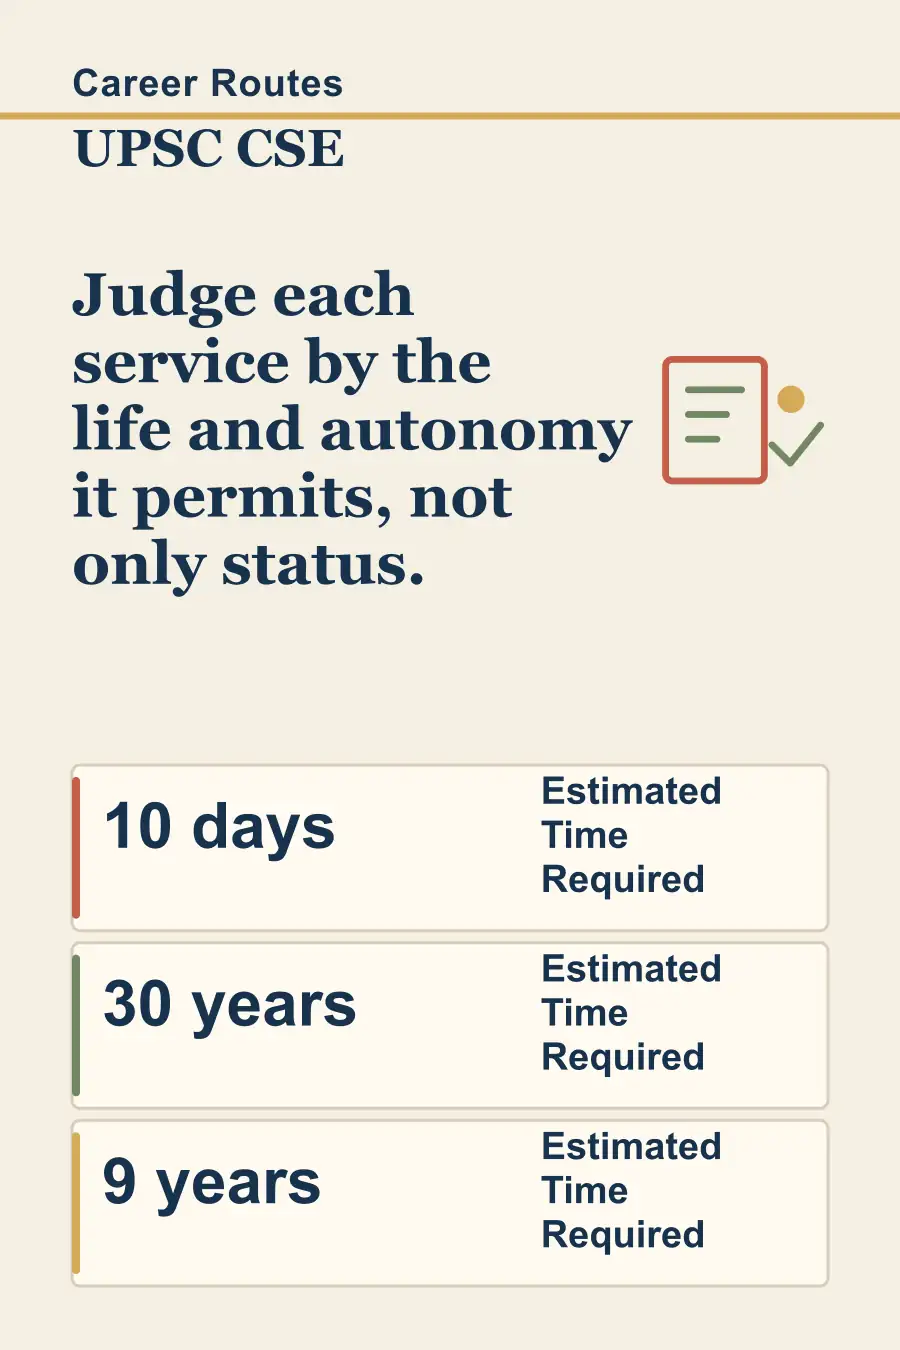 Career Routes
UPSC CSE
Judge each
service by the
life and autonomy
it permits, not
only status.
10 days
Estimated
Time
Required
30 years
Estimated
Time
Required
9 years
Estimated
Time
Required